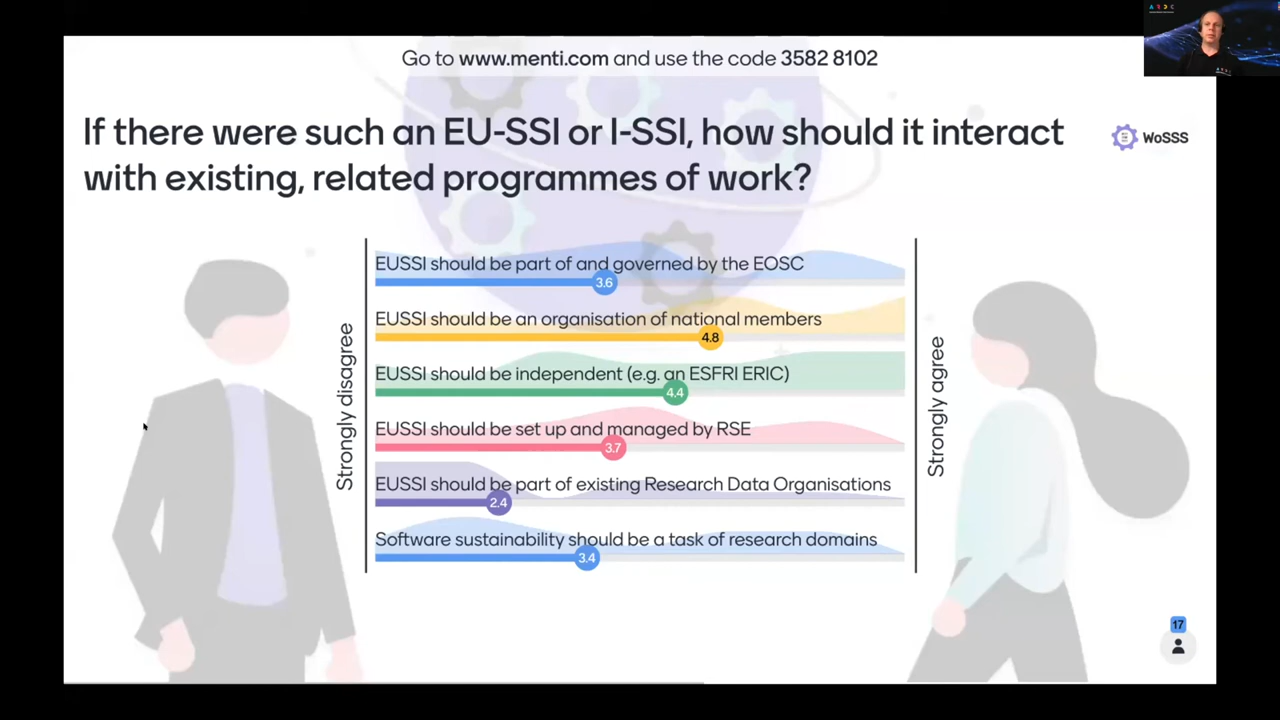 Go to www.menti.com and use the code 3582 8102
If there were such an EU-SSI or I-SSI, how should it interact
with existing, related programmes of work?
WoSSS
Strongly disagree
EUSSI should be part of and governed by the EOSC
3.6
EUSSI should be an organisation of national members
4.8
EUSSI should be independent (e.g. an ESFRI ERIC)
4.4
EUSSI should be set up and managed by RSE
3.7
EUSSI should be part of existing Research Data Organisations
2.4
Software sustainability should be a task of research domains
3.4
Strongly agree
17
ARDC